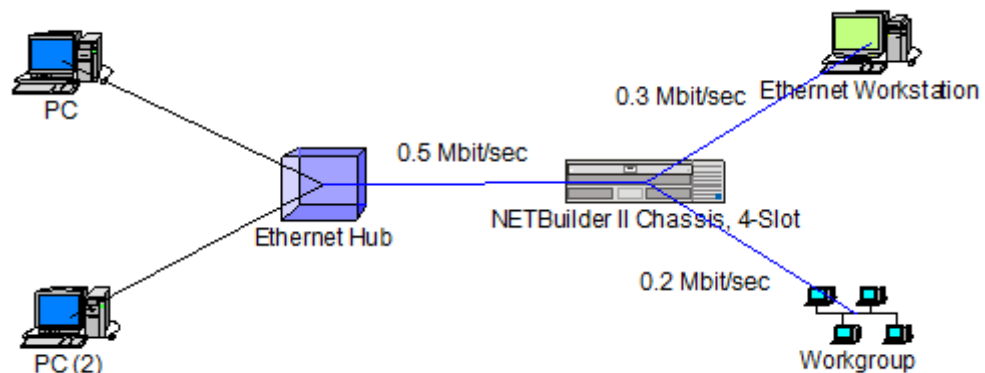 PC
0.3 Mbit/sec
Ethernet Workstation
0.5 Mbit/sec
Ethernet Hub
NETBuilder II Chassis, 4-Slot
0.2 Mbit/sec
PC (2)
Workgroup